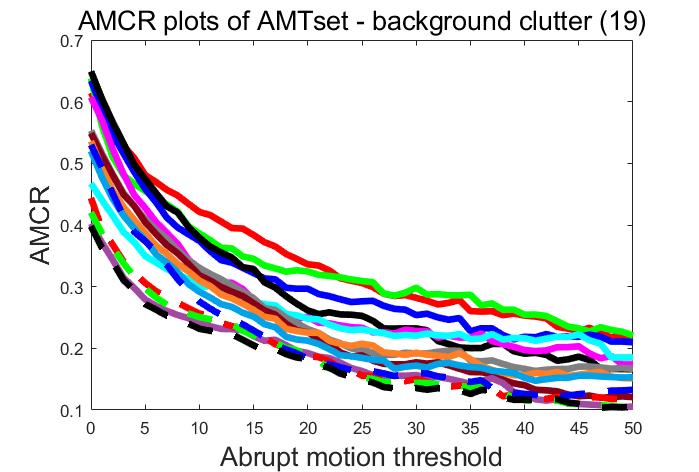 AMCR plots of AMTset - background clutter (19)
0.7
0.6
0.5
0.4
0.3
0.2
0.1
AMCR
0 5 10 15 20 25 30 35 40 45 50
Abrupt motion threshold